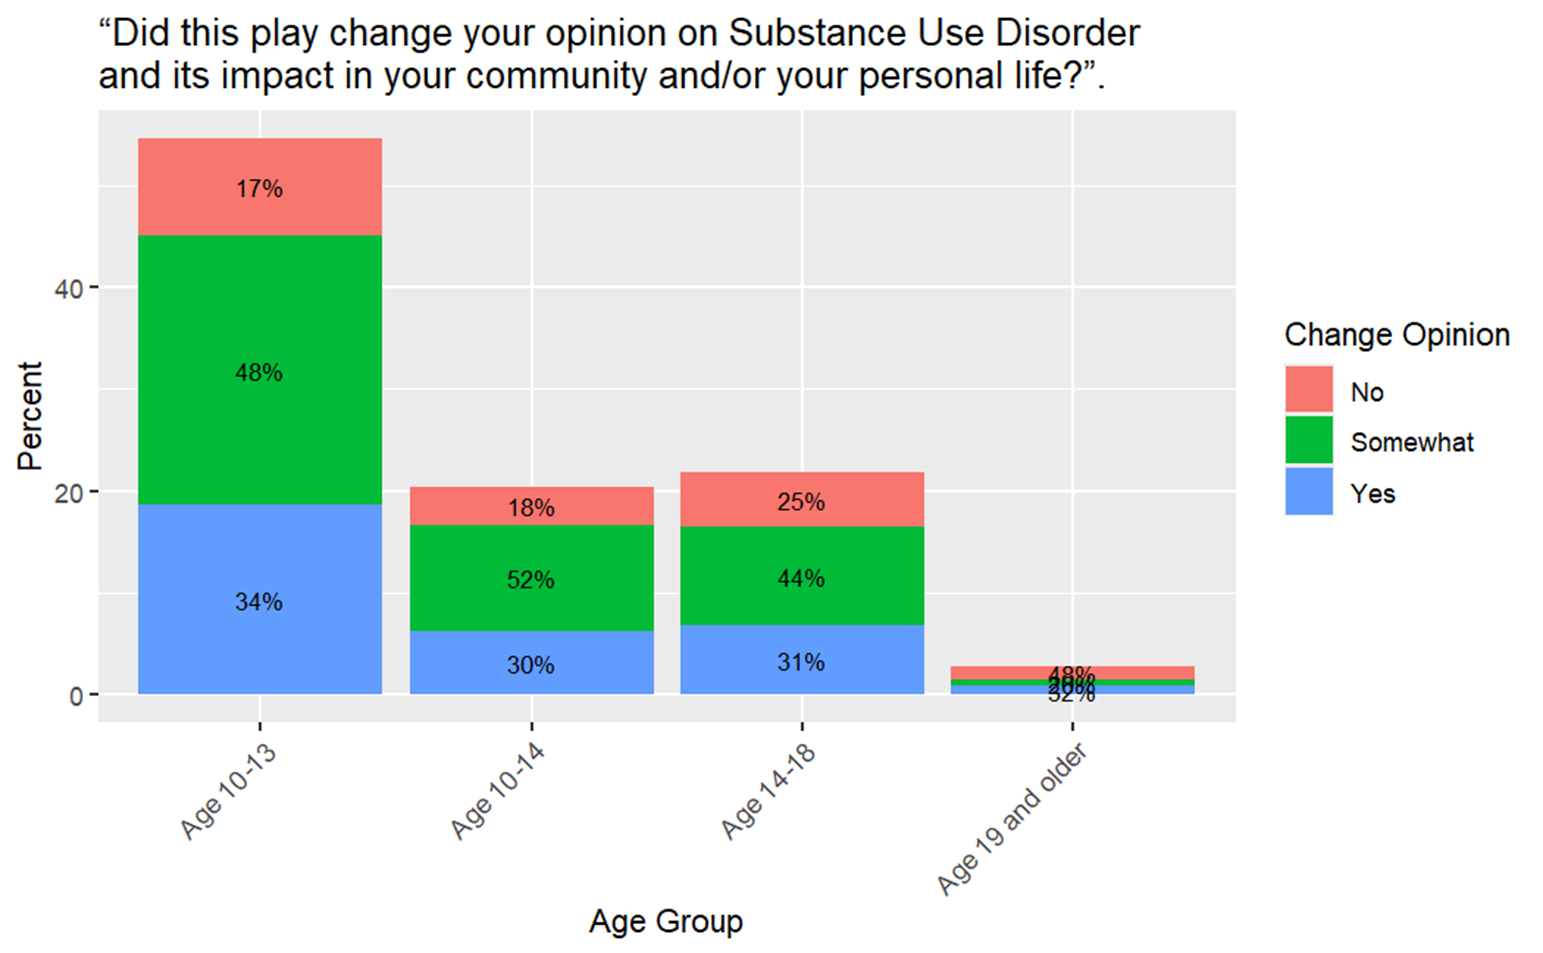 “Did this play change your opinion on Substance Use Disorder
and its impact in your community and/or your personal life?”.
Percent
40
20
0
17%
48%
34%
18%
52%
30%
25%
44%
31%
48%
32%
Age 10-13
Age 10-14
Age 14-18
Age 19 and older
Age Group
Change Opinion
No
Somewhat
Yes